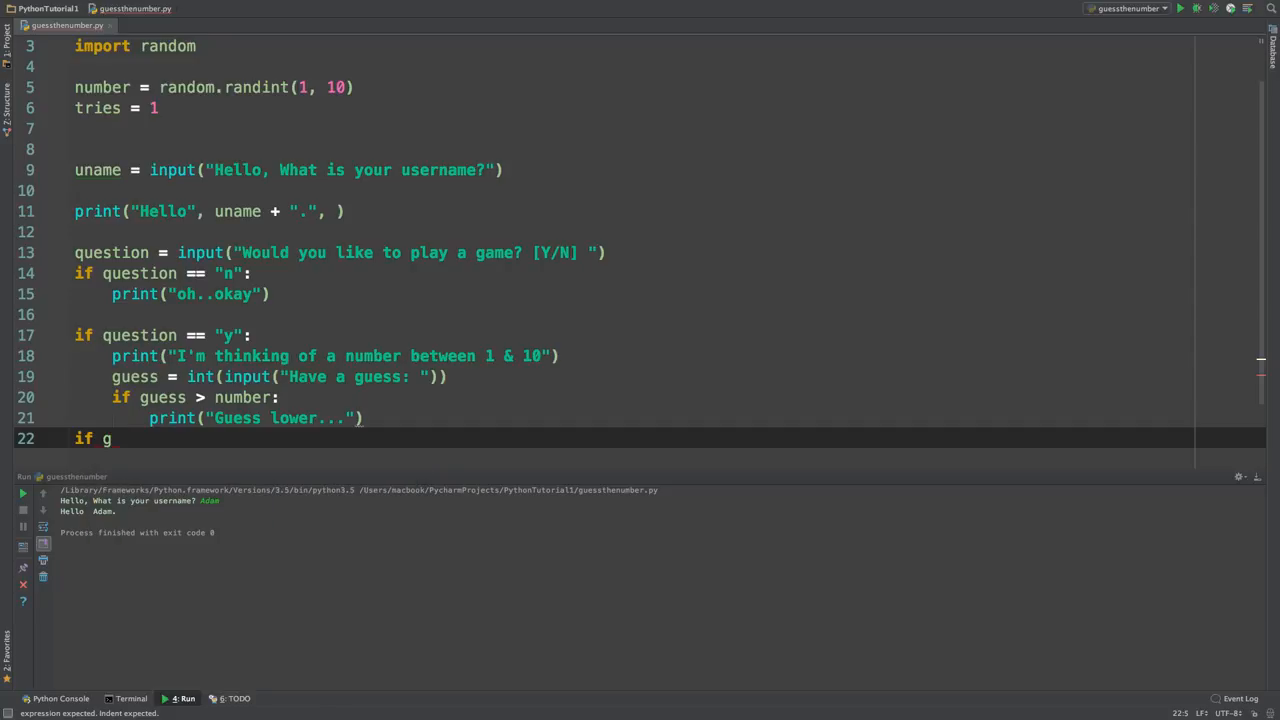 PythonTutorial1 guessthenumber.py guessthenumber
guessthenumber.py
1: Project
Z: Structure
2: Favorites
Database
3 import random
4
5 number = random.randint(1, 10)
6 tries = 1
7
8
9 uname = input("Hello, What is your username?")
10
11 print("Hello", uname + ".", )
12
13 question = input("Would you like to play a game? [Y/N] ")
14 if question == "n":
15 print("oh..okay")
16
17 if question == "y":
18 print("I'm thinking of a number between 1 & 10")
19 guess = int(input("Have a guess: "))
20 if guess > number:
21 print("Guess lower...")
22 if g
Run guessthenumber
/Library/Frameworks/Python.framework/Versions/3.5/bin/python3.5 /Users/macbook/PycharmProjects/PythonTutorial1/guessthenumber.py
Hello, What is your username? Adam
Hello  Adam.
Process finished with exit code 0
Python Console Terminal 4: Run 6: TODO Event Log
expression expected. Indent expected. 22:5 LF÷ UTF-8÷